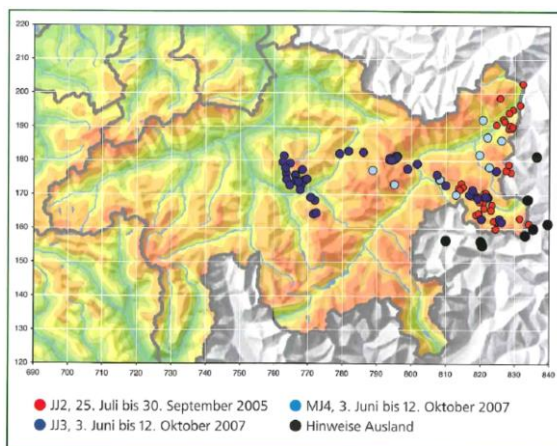 220
210
200
190
180
170
160
150
140
130
120
690 700 710 720 730 740 750 760 770 780 790 800 810 820 830 840
JJ2, 25. Juli bis 30. September 2005
MJ4, 3. Juni bis 12. Oktober 2007
JJ3, 3. Juni bis 12. Oktober 2007
Hinweise Ausland